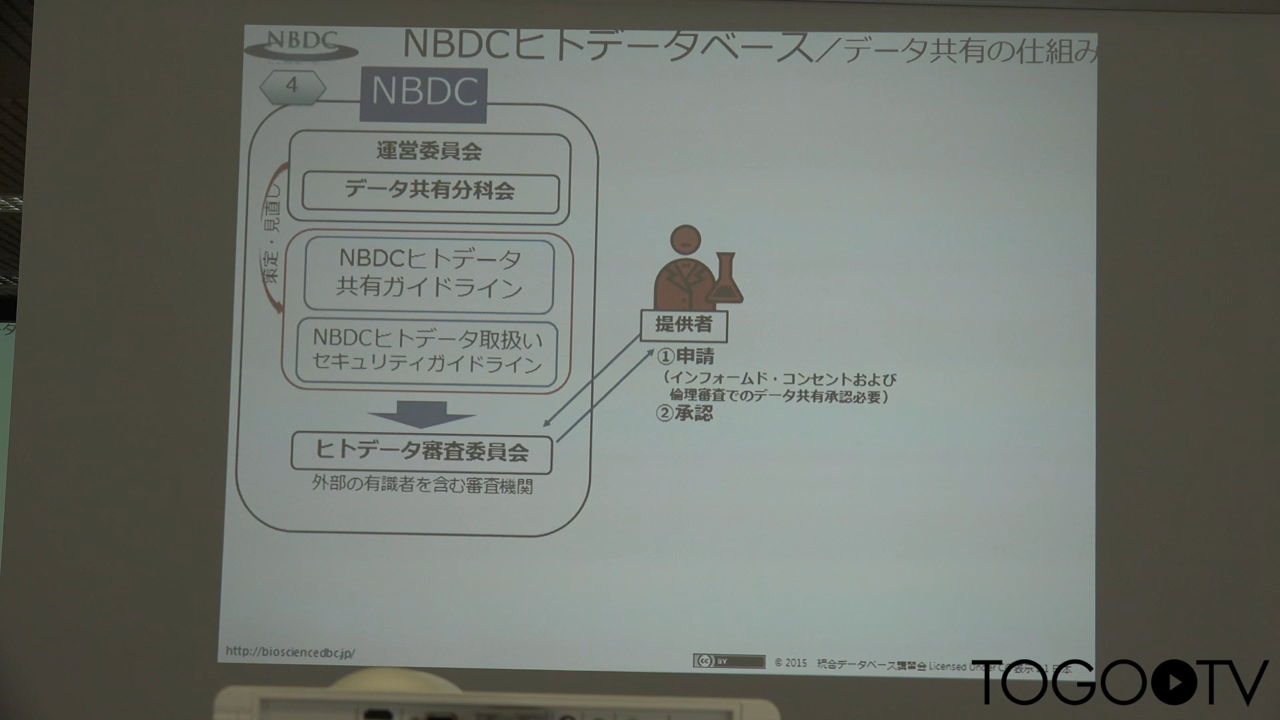 NBDC
NBDCヒトデータベース／データ共有の仕組み
4
NBDC
運営委員会
データ共有分科会
策定・見直し
NBDCヒトデータ
共有ガイドライン
NBDCヒトデータ取扱い
セキュリティガイドライン
ヒトデータ審査委員会
外部の有識者を含む審査機関
提供者
①申請
（インフォームド・コンセントおよび
倫理審査でのデータ共有承認必要）
②承認
http://biosciencedbc.jp/
cc BY
© 2015 統合データベース講習会 Licensed Under
TOGOTV